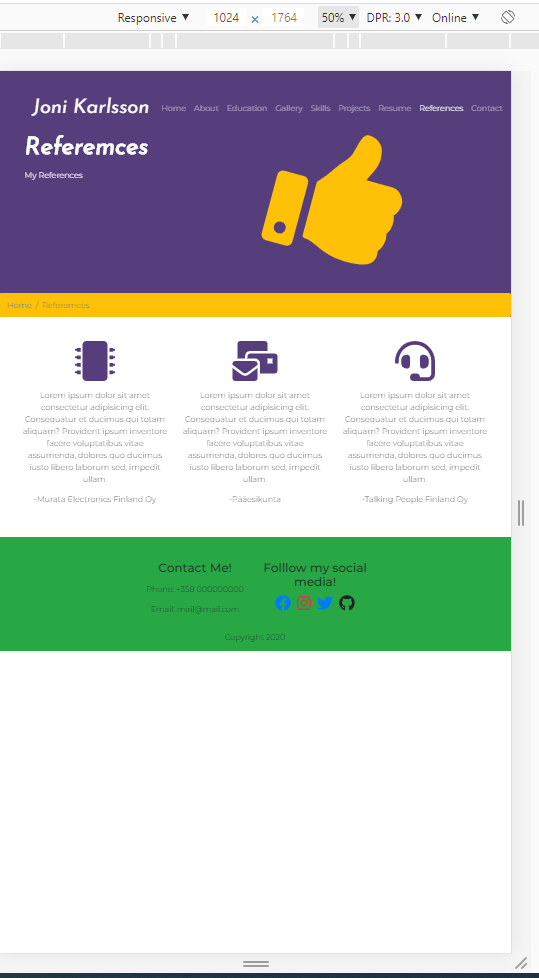 Responsive ▼ 1024 × 1764 50% ▼ DPR: 3.0 ▼ Online ▼
Joni Karlsson Home About Education Gallery Skills Projects Resume References Contact
Referemces
My References
Home / Referemces
Lorem ipsum dolor sit amet
consectetur adipisicing elit.
Consequatur et ducimus qui totam
aliquam? Provident ipsum inventore
facere voluptatibus vitae
assumenda, dolores quo ducimus
iusto libero laborum sed, impedit
ullam.
-Murata Electronics Finland Oy
Lorem ipsum dolor sit amet
consectetur adipisicing elit.
Consequatur et ducimus qui totam
aliquam? Provident ipsum inventore
facere voluptatibus vitae
assumenda, dolores quo ducimus
iusto libero laborum sed, impedit
ullam.
-Pääesikunta
Lorem ipsum dolor sit amet
consectetur adipisicing elit.
Consequatur et ducimus qui totam
aliquam? Provident ipsum inventore
facere voluptatibus vitae
assumenda, dolores quo ducimus
iusto libero laborum sed, impedit
ullam.
-Talking People Finland Oy
Contact Me!
Phone: +358 000000000
Email: mail@mail.com
Folllow my social
media!
Copyright 2020